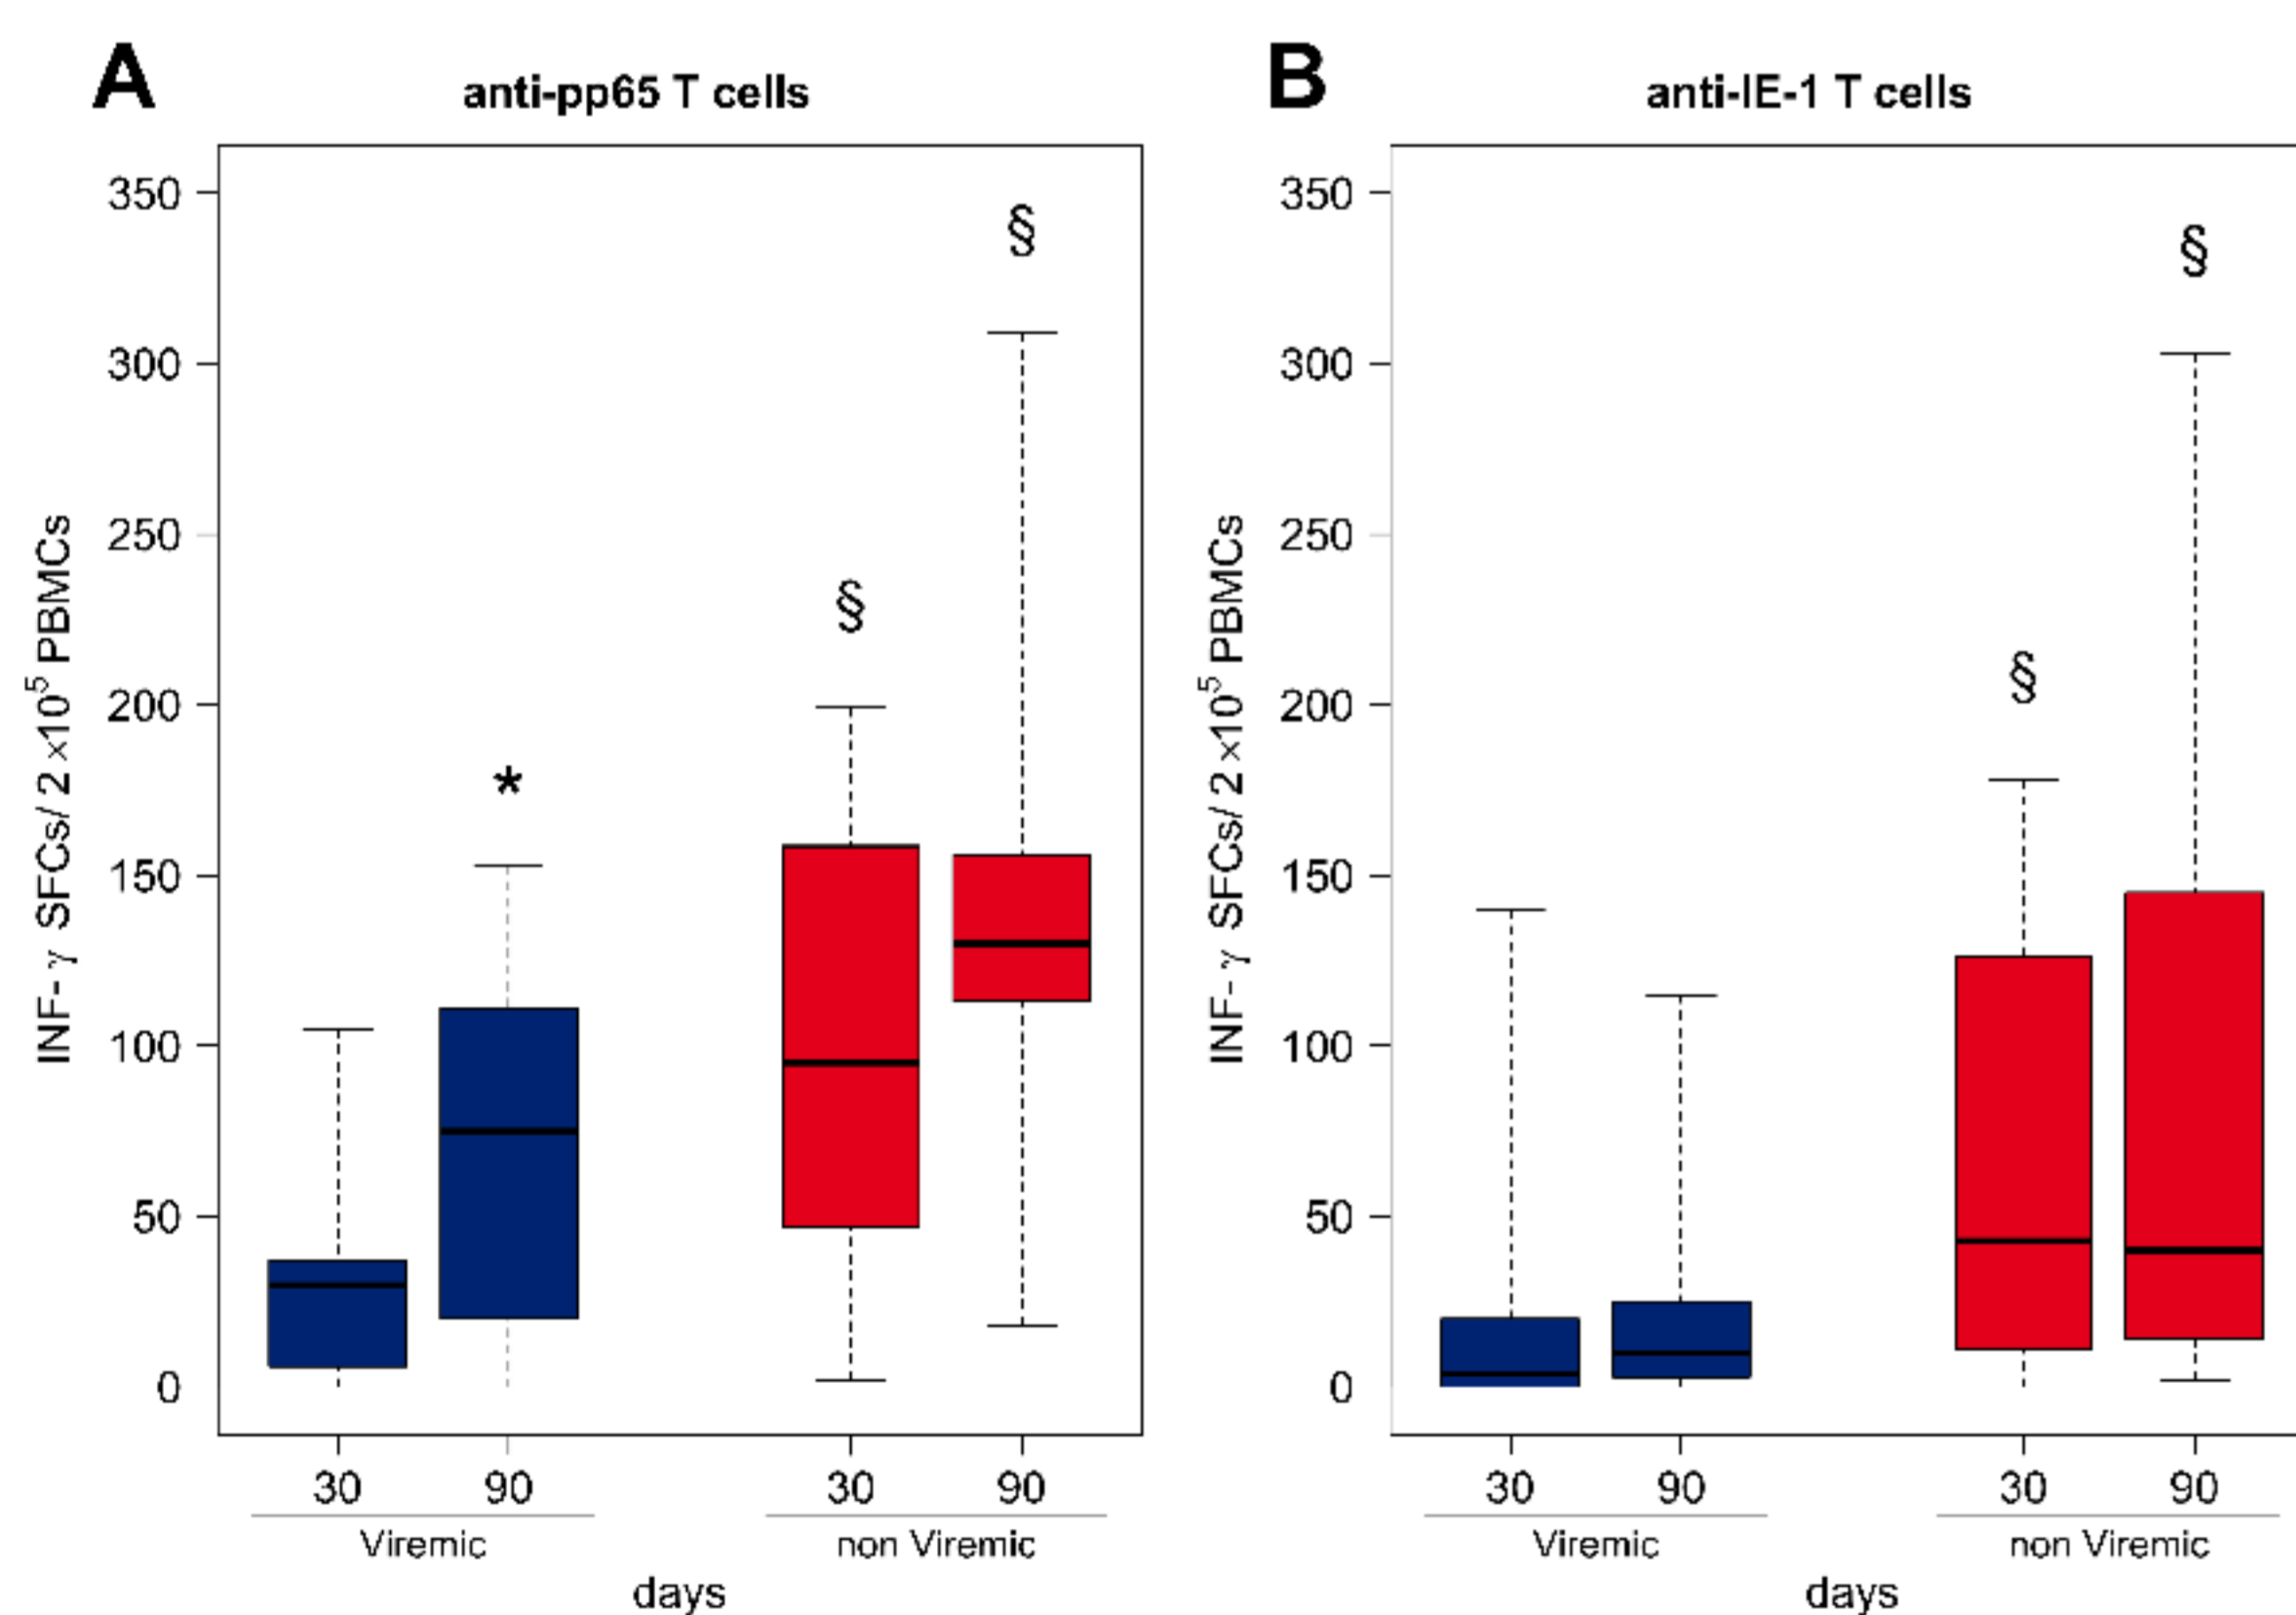 A
anti-pp65 T cells
INF- γ SFCs/ 2 ×10⁵ PBMCs
350
300
250
200
150
100
50
0
§
§
*
30 90 30 90
Viremic non Viremic
days
B
anti-IE-1 T cells
INF- γ SFCs/ 2 ×10⁵ PBMCs
350
300
250
200
150
100
50
0
§
§
30 90 30 90
Viremic non Viremic
days